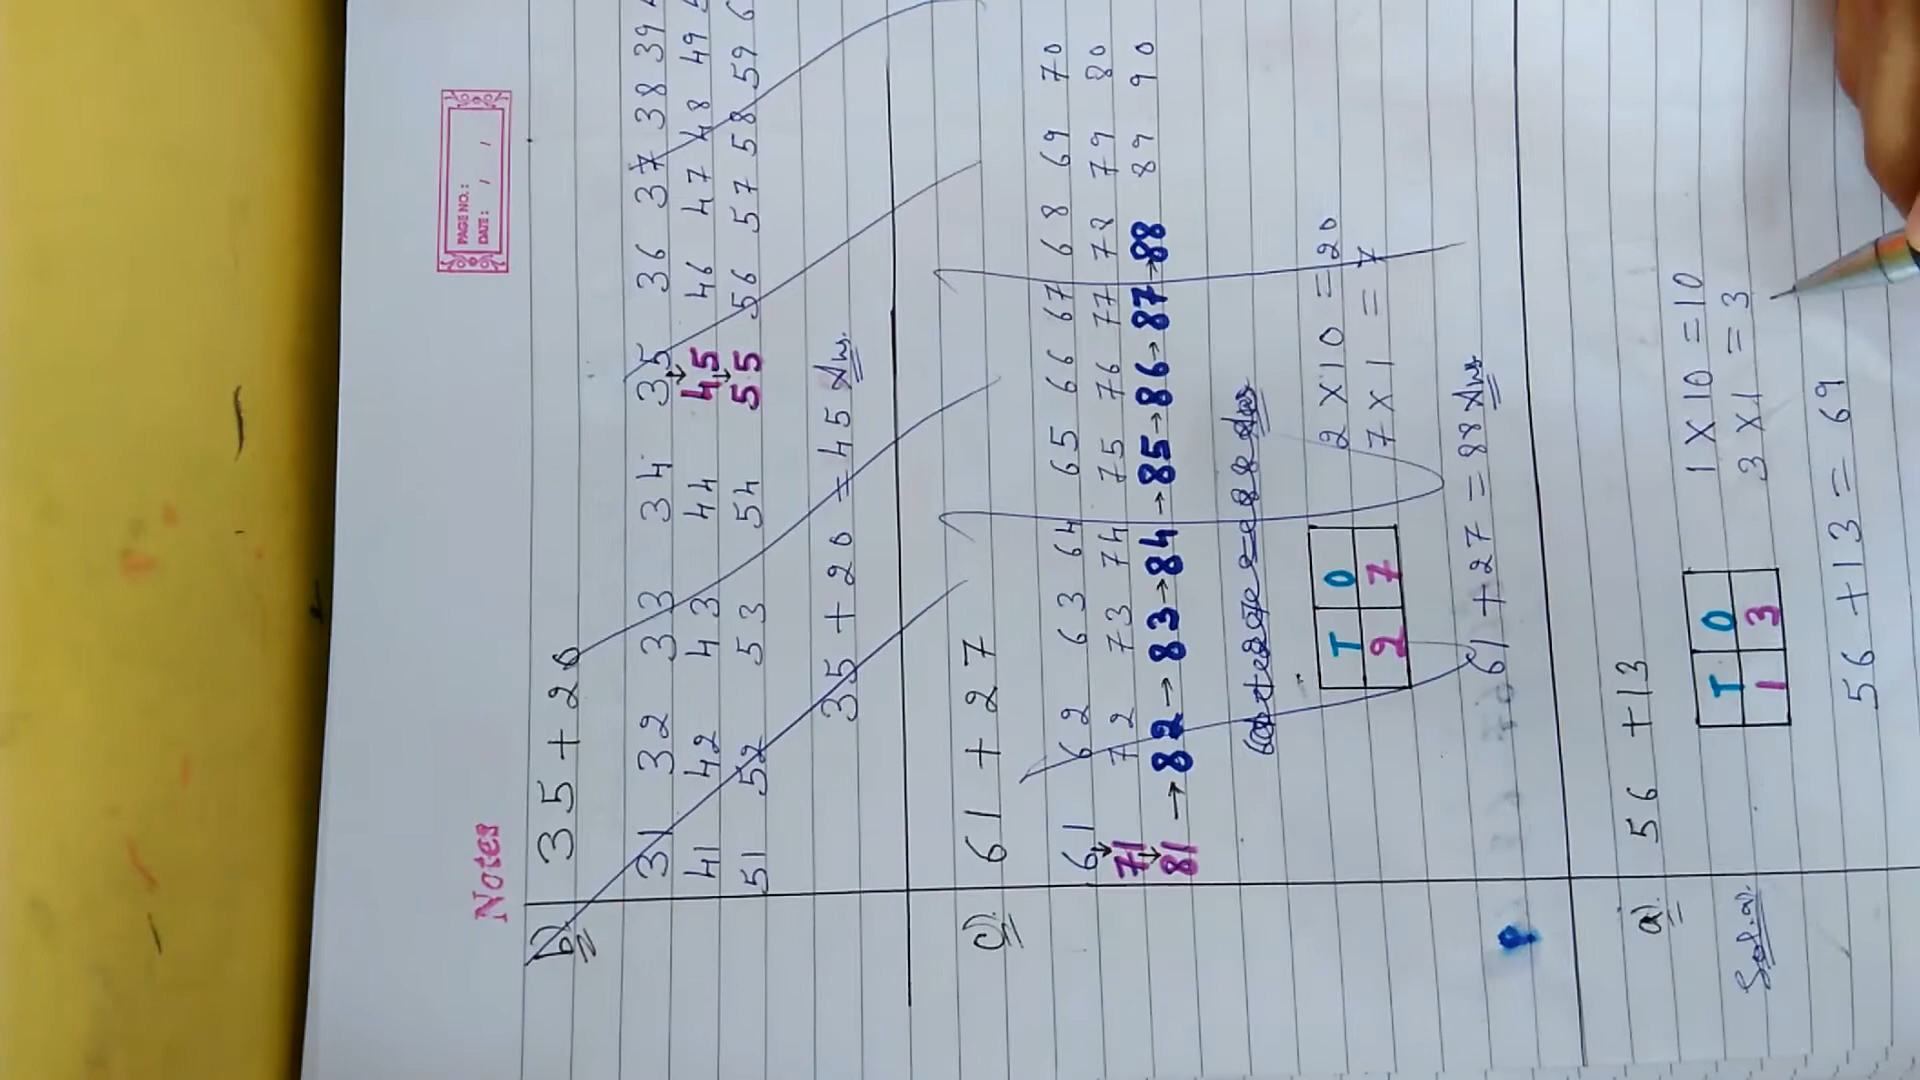 Notes
PAGE NO.:
DATE: / /
b) 35 + 20
31 32 33 34 35 36 37 38 39
41 42 43 44 45 46 47 48 49
51 52 53 54 55 56 57 58 59
35 + 20 = 45 Ans.
c) 61 + 27
61 62 63 64 65 66 67 68 69 70
71 72 73 74 75 76 77 78 79 80
81 → 82 → 83 → 84 → 85 → 86 → 87 → 88 89 90
T O 2 X 10 = 20
2 7 7 X 1 = 7
61 + 27 = 88 Ans
a) 56 + 13
Sol. a). T O 1 X 10 = 10
1 3 3 X 1 = 3
56 + 13 = 69